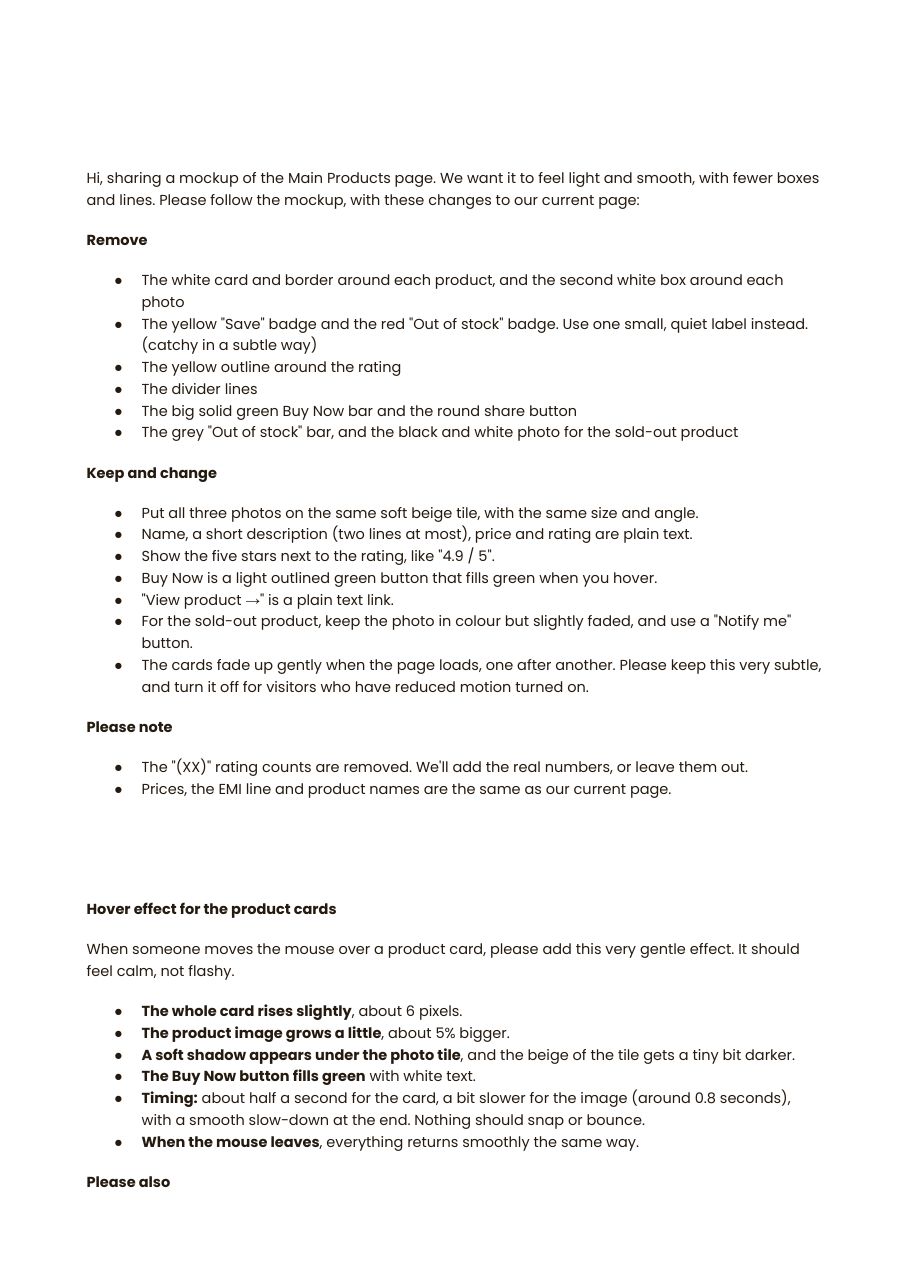 Hi, sharing a mockup of the Main Products page. We want it to feel light and smooth, with fewer boxes
and lines. Please follow the mockup, with these changes to our current page:
Remove
● The white card and border around each product, and the second white box around each
photo
● The yellow "Save" badge and the red "Out of stock" badge. Use one small, quiet label instead.
(catchy in a subtle way)
● The yellow outline around the rating
● The divider lines
● The big solid green Buy Now bar and the round share button
● The grey "Out of stock" bar, and the black and white photo for the sold-out product
Keep and change
● Put all three photos on the same soft beige tile, with the same size and angle.
● Name, a short description (two lines at most), price and rating are plain text.
● Show the five stars next to the rating, like "4.9 / 5".
● Buy Now is a light outlined green button that fills green when you hover.
● "View product →" is a plain text link.
● For the sold-out product, keep the photo in colour but slightly faded, and use a "Notify me"
button.
● The cards fade up gently when the page loads, one after another. Please keep this very subtle,
and turn it off for visitors who have reduced motion turned on.
Please note
● The "(XX)" rating counts are removed. We'll add the real numbers, or leave them out.
● Prices, the EMI line and product names are the same as our current page.
Hover effect for the product cards
When someone moves the mouse over a product card, please add this very gentle effect. It should
feel calm, not flashy.
● The whole card rises slightly, about 6 pixels.
● The product image grows a little, about 5% bigger.
● A soft shadow appears under the photo tile, and the beige of the tile gets a tiny bit darker.
● The Buy Now button fills green with white text.
● Timing: about half a second for the card, a bit slower for the image (around 0.8 seconds),
with a smooth slow-down at the end. Nothing should snap or bounce.
● When the mouse leaves, everything returns smoothly the same way.
Please also